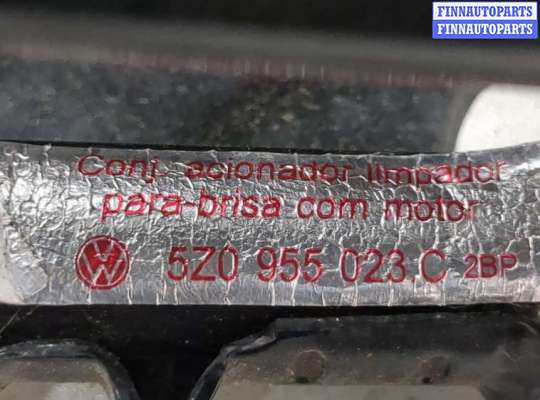 FINNAUTOPARTS
FINNAUTOPARTS
Conj. acionador limpador
para-brisa com motor
5Z0 955 023.C 2BP